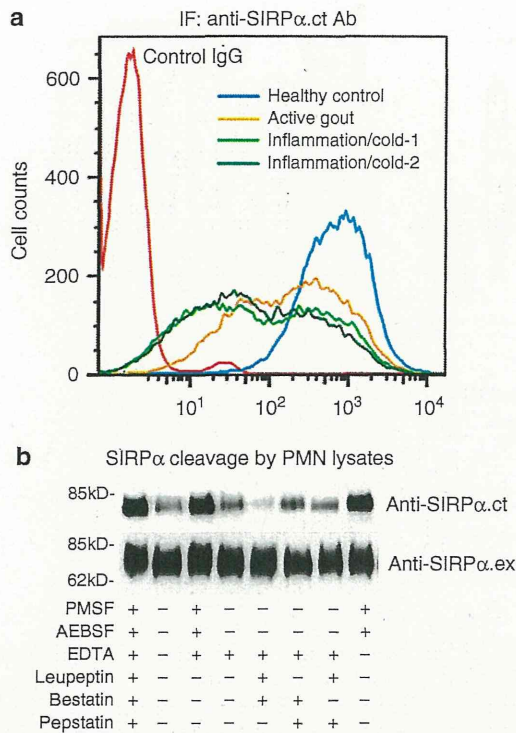 a
IF: anti-SIRPα.ct Ab
Control IgG
Healthy control
Active gout
Inflammation/cold-1
Inflammation/cold-2
Cell counts
600
400
200
0
10¹ 10² 10³ 10⁴
b
SIRPα cleavage by PMN lysates
85kD-
Anti-SIRPα.ct
85kD-
Anti-SIRPα.ex
62kD-
PMSF + − + − − − − +
AEBSF + − + − − − − +
EDTA + − + + + + + −
Leupeptin + − − − + − + −
Bestatin + − − − + + − −
Pepstatin + − − − − + + −